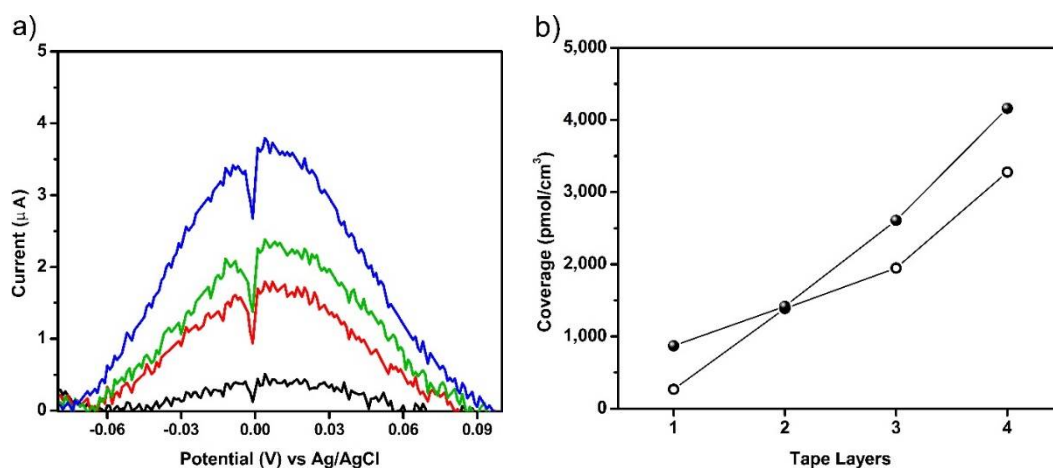 a)
5
4
3
2
1
0
Current (μ A)
-0.06 -0.03 0.00 0.03 0.06 0.09
Potential (V) vs Ag/AgCl
b)
5,000
4,000
3,000
2,000
1,000
0
Coverage (pmol/cm³)
1 2 3 4
Tape Layers